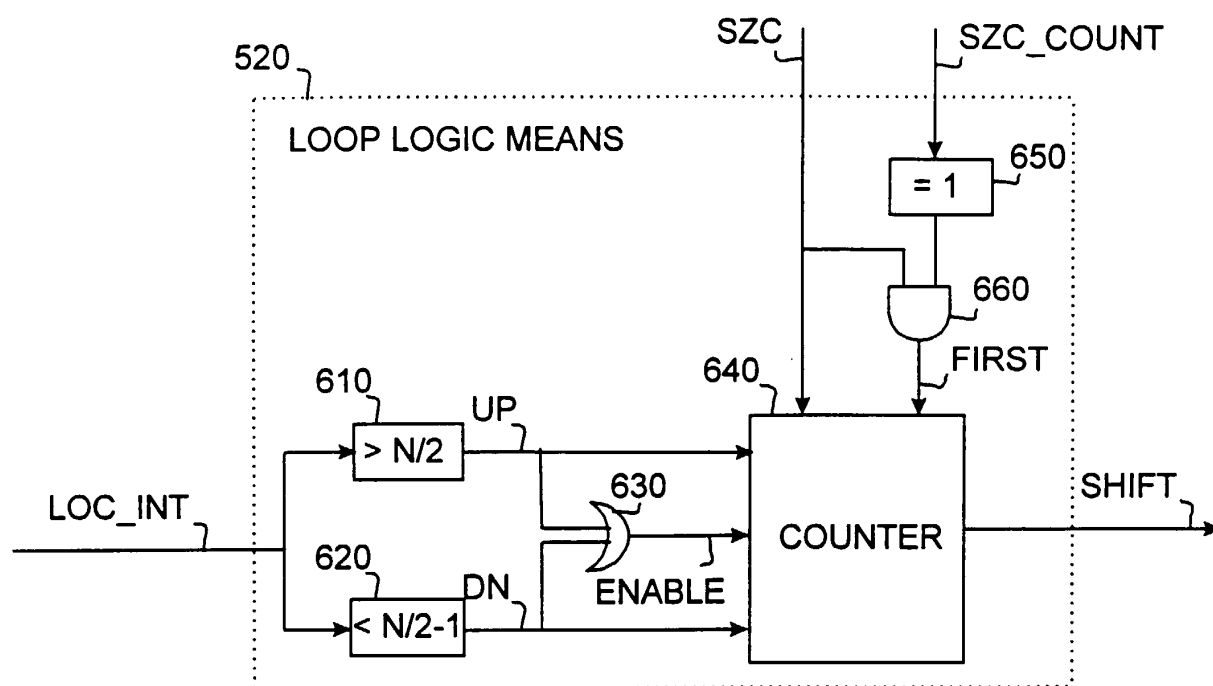 SZC
SZC_COUNT
520
LOOP LOGIC MEANS
650
= 1
660
FIRST
610
UP
640
> N/2
630
SHIFT
LOC_INT
COUNTER
620
DN
ENABLE
< N/2-1